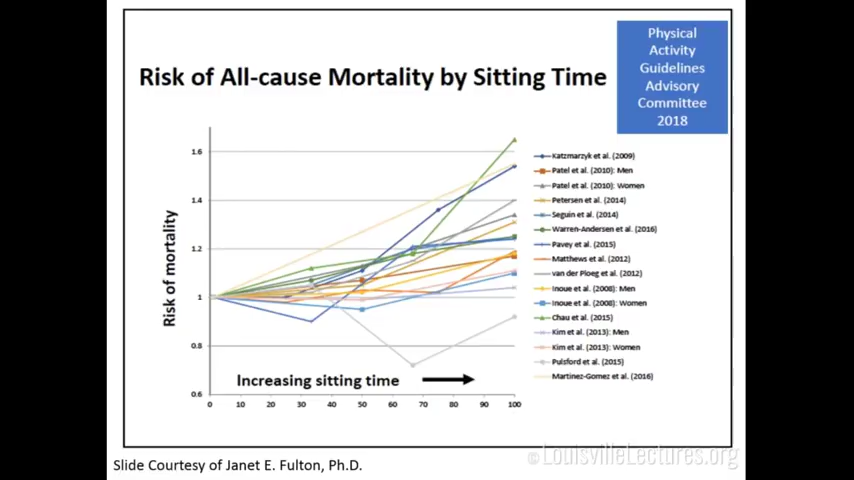 Physical
Activity
Guidelines
Advisory
Committee
2018
Risk of All-cause Mortality by Sitting Time
Risk of mortality
1.6
1.4
1.2
1
0.8
0.6
Increasing sitting time
0 10 20 30 40 50 60 70 80 90 100
Katzmarzyk et al. (2009)
Patel et al. (2010): Men
Patel et al. (2010): Women
Petersen et al. (2014)
Seguin et al. (2014)
Warren-Andersen et al. (2016)
Pavey et al. (2015)
Matthews et al. (2012)
van der Ploeg et al. (2012)
Inoue et al. (2008): Men
Inoue et al. (2008): Women
Chau et al. (2015)
Kim et al. (2013): Men
Kim et al. (2013): Women
Pulsford et al. (2015)
Martinez-Gomez et al. (2016)
©LouisvilleLectures.org
Slide Courtesy of Janet E. Fulton, Ph.D.